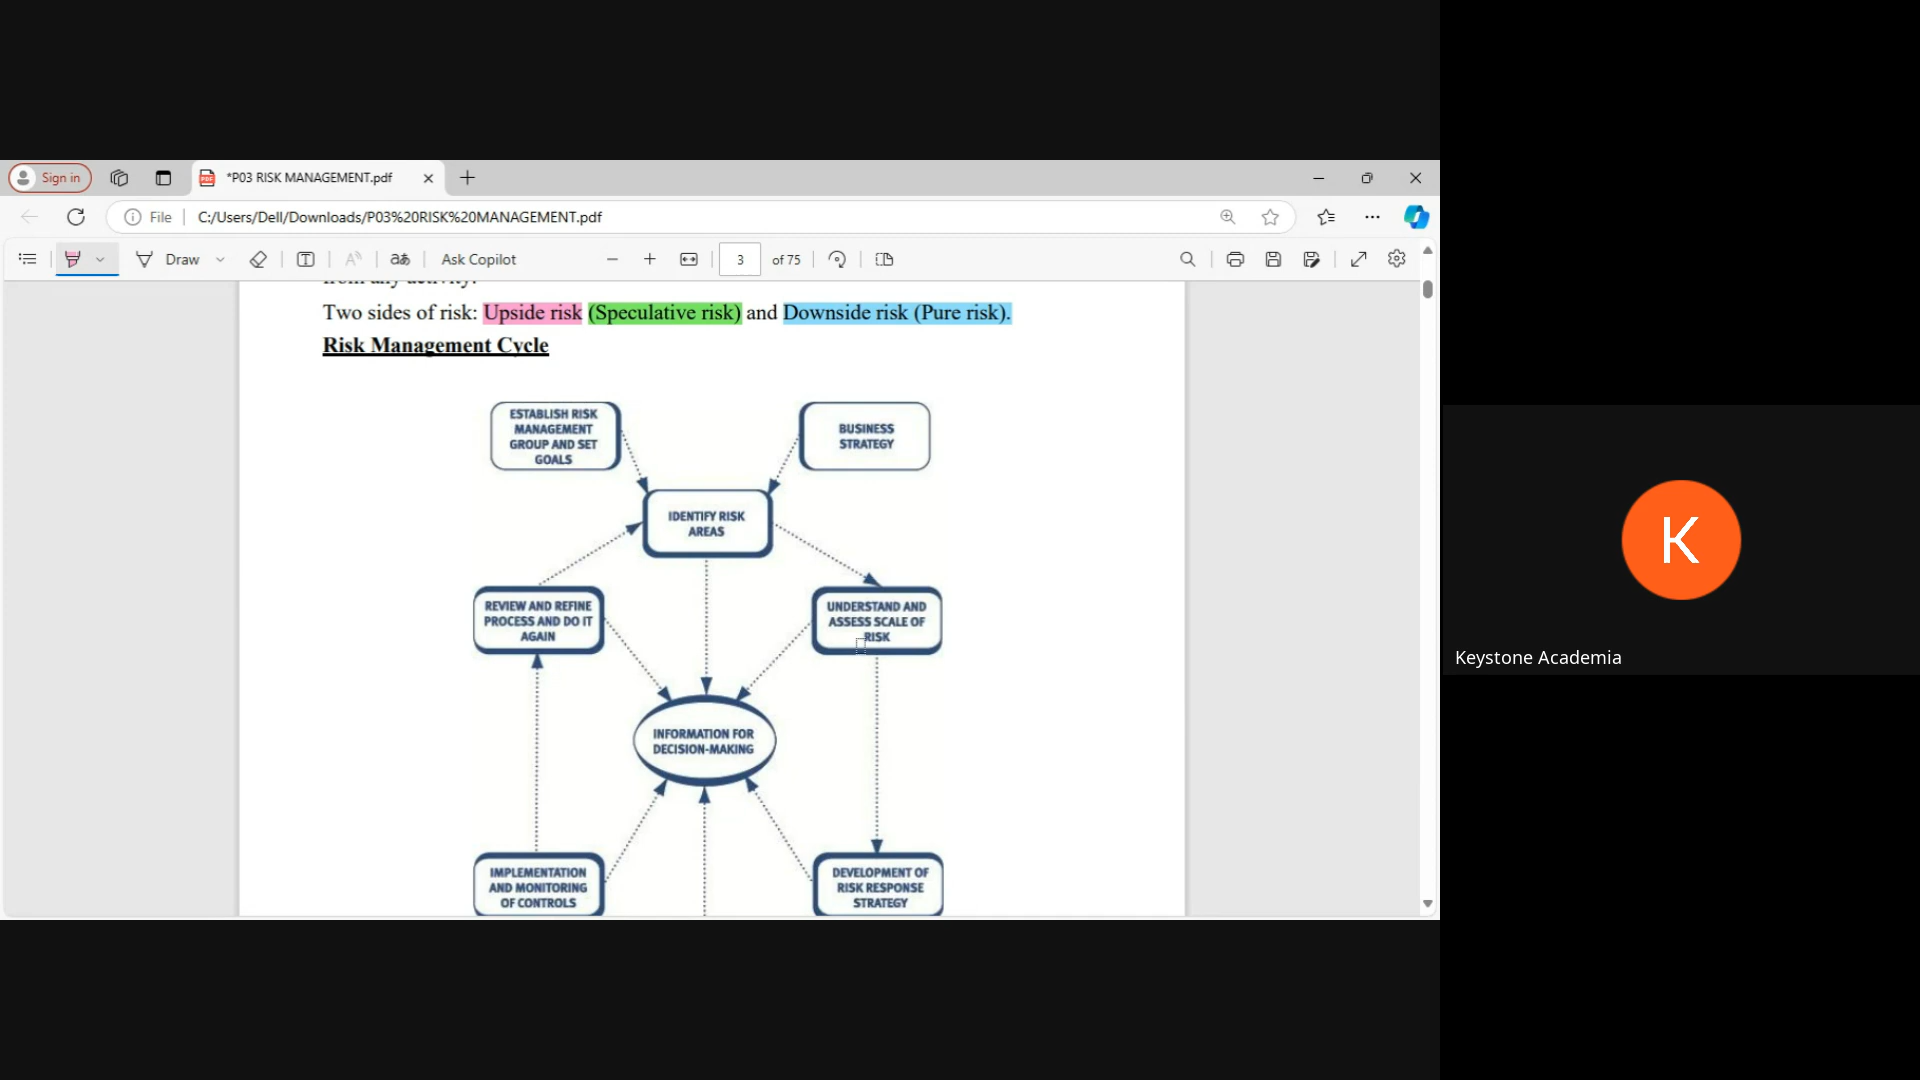 Sign in
*P03 RISK MANAGEMENT.pdf
File
C:/Users/Dell/Downloads/P03%20RISK%20MANAGEMENT.pdf
Draw
Ask Copilot
3
of 75
from any activity.
Two sides of risk: Upside risk (Speculative risk) and Downside risk (Pure risk).
Risk Management Cycle
ESTABLISH RISK
MANAGEMENT
GROUP AND SET
GOALS
BUSINESS
STRATEGY
IDENTIFY RISK
AREAS
REVIEW AND REFINE
PROCESS AND DO IT
AGAIN
UNDERSTAND AND
ASSESS SCALE OF
RISK
INFORMATION FOR
DECISION-MAKING
IMPLEMENTATION
AND MONITORING
OF CONTROLS
DEVELOPMENT OF
RISK RESPONSE
STRATEGY
K
Keystone Academia